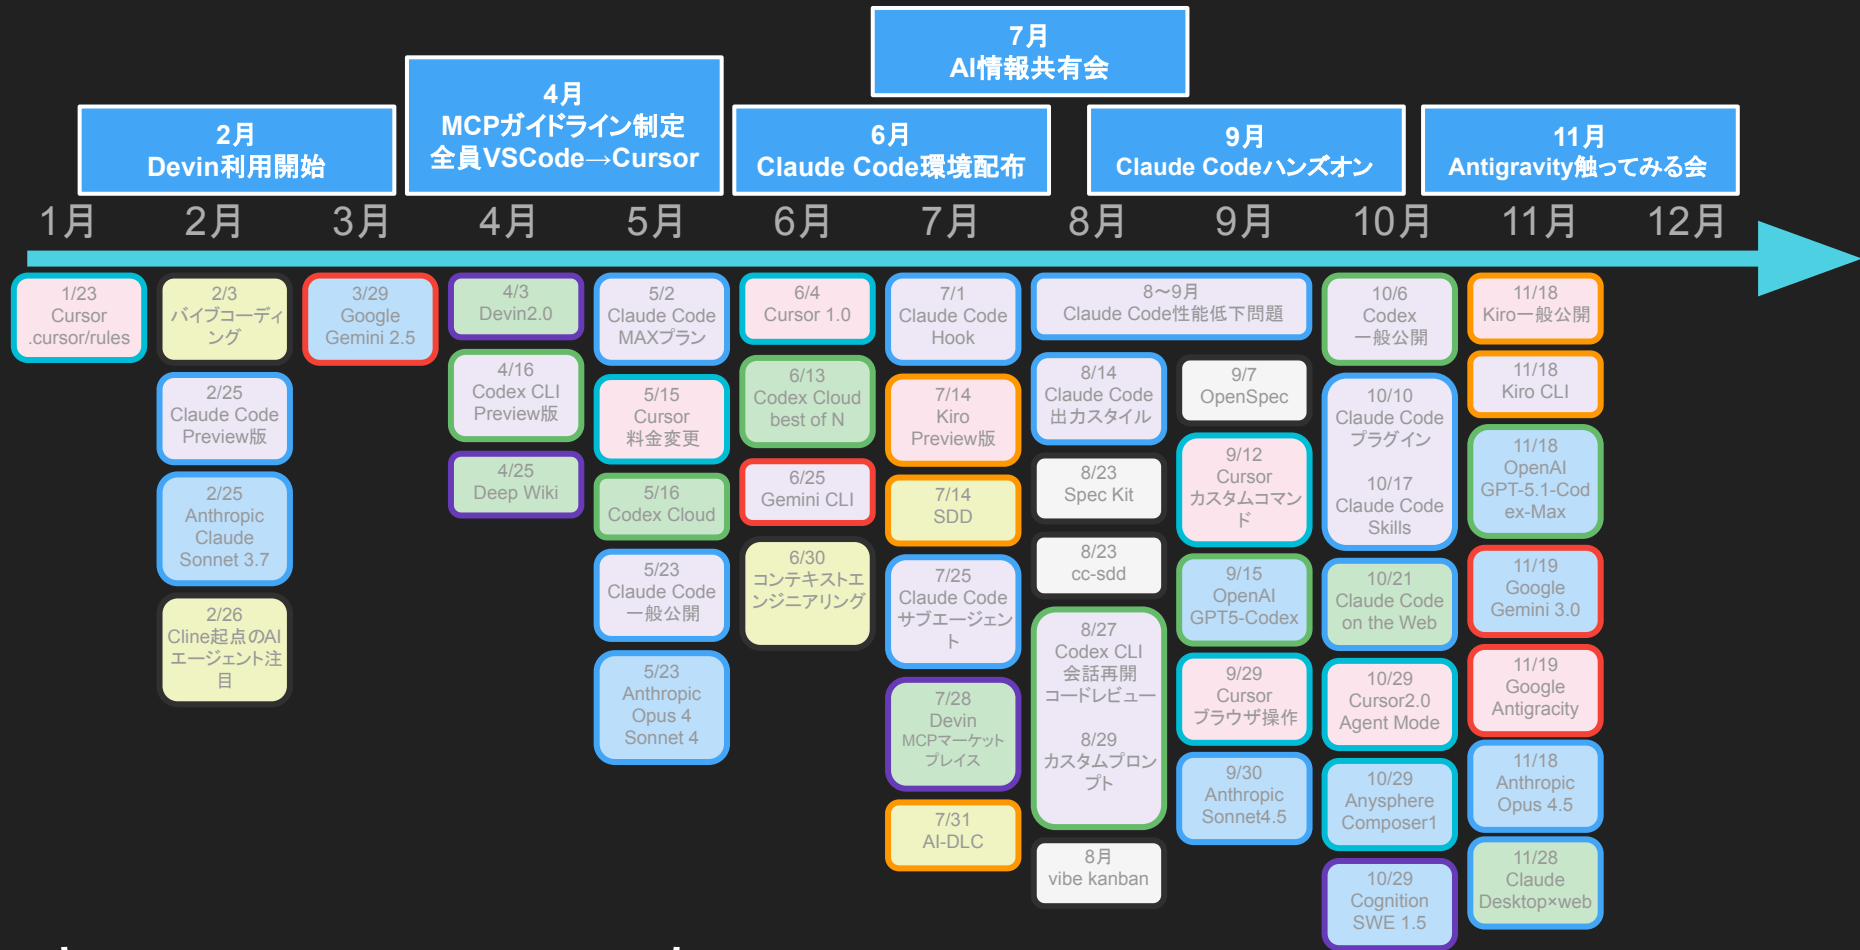 7月
AI情報共有会
4月
MCPガイドライン制定
全員VSCode→Cursor
2月
Devin利用開始
6月
Claude Code環境配布
9月
Claude Codeハンズオン
11月
Antigravity触ってみる会
1月
2月
3月
4月
5月
6月
7月
8月
9月
10月
11月
12月
1/23
Cursor
.cursor/rules
2/3
バイブコーディ
ング
2/25
Claude Code
Preview版
2/25
Anthropic
Claude
Sonnet 3.7
2/26
Cline起点のAI
エージェント注
目
3/29
Google
Gemini 2.5
4/3
Devin2.0
4/16
Codex CLI
Preview版
4/25
Deep Wiki
5/2
Claude Code
MAXプラン
5/15
Cursor
料金変更
5/16
Codex Cloud
5/23
Claude Code
一般公開
5/23
Anthropic
Opus 4
Sonnet 4
6/4
Cursor 1.0
6/13
Codex Cloud
best of N
6/25
Gemini CLI
6/30
コンテキストエ
ンジニアリング
7/1
Claude Code
Hook
7/14
Kiro
Preview版
7/14
SDD
7/25
Claude Code
サブエージェン
ト
7/28
Devin
MCPマーケット
プレイス
7/31
AI-DLC
8〜9月
Claude Code性能低下問題
8/14
Claude Code
出力スタイル
8/23
Spec Kit
8/23
cc-sdd
8/27
Codex CLI
会話再開
コードレビュー
8/29
カスタムプロン
プト
8月
vibe kanban
9/7
OpenSpec
9/12
Cursor
カスタムコマン
ド
9/15
OpenAI
GPT5-Codex
9/29
Cursor
ブラウザ操作
9/30
Anthropic
Sonnet4.5
10/6
Codex
一般公開
10/10
Claude Code
プラグイン
10/17
Claude Code
Skills
10/21
Claude Code
on the Web
10/29
Cursor2.0
Agent Mode
10/29
Anysphere
Composer1
10/29
Cognition
SWE 1.5
11/18
Kiro一般公開
11/18
Kiro CLI
11/18
OpenAI
GPT-5.1-Cod
ex-Max
11/19
Google
Gemini 3.0
11/19
Google
Antigracity
11/18
Anthropic
Opus 4.5
11/28
Claude
Desktop×web